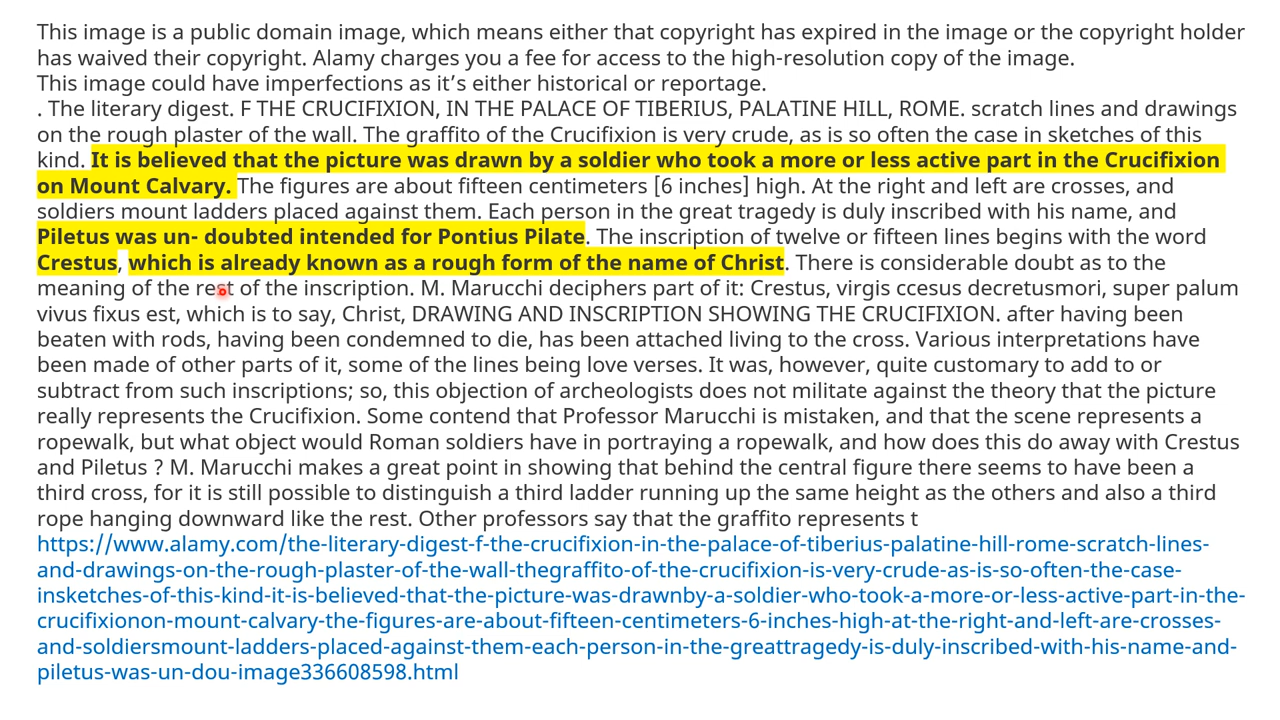 This image is a public domain image, which means either that copyright has expired in the image or the copyright holder
has waived their copyright. Alamy charges you a fee for access to the high-resolution copy of the image.
This image could have imperfections as it’s either historical or reportage.
. The literary digest. F THE CRUCIFIXION, IN THE PALACE OF TIBERIUS, PALATINE HILL, ROME. scratch lines and drawings
on the rough plaster of the wall. The graffito of the Crucifixion is very crude, as is so often the case in sketches of this
kind. It is believed that the picture was drawn by a soldier who took a more or less active part in the Crucifixion
on Mount Calvary. The figures are about fifteen centimeters [6 inches] high. At the right and left are crosses, and
soldiers mount ladders placed against them. Each person in the great tragedy is duly inscribed with his name, and
Piletus was un- doubted intended for Pontius Pilate. The inscription of twelve or fifteen lines begins with the word
Crestus, which is already known as a rough form of the name of Christ. There is considerable doubt as to the
meaning of the rest of the inscription. M. Marucchi deciphers part of it: Crestus, virgis ccesus decretusmori, super palum
vivus fixus est, which is to say, Christ, DRAWING AND INSCRIPTION SHOWING THE CRUCIFIXION. after having been
beaten with rods, having been condemned to die, has been attached living to the cross. Various interpretations have
been made of other parts of it, some of the lines being love verses. It was, however, quite customary to add to or
subtract from such inscriptions; so, this objection of archeologists does not militate against the theory that the picture
really represents the Crucifixion. Some contend that Professor Marucchi is mistaken, and that the scene represents a
ropewalk, but what object would Roman soldiers have in portraying a ropewalk, and how does this do away with Crestus
and Piletus ? M. Marucchi makes a great point in showing that behind the central figure there seems to have been a
third cross, for it is still possible to distinguish a third ladder running up the same height as the others and also a third
rope hanging downward like the rest. Other professors say that the graffito represents t
https://www.alamy.com/the-literary-digest-f-the-crucifixion-in-the-palace-of-tiberius-palatine-hill-rome-scratch-lines-
and-drawings-on-the-rough-plaster-of-the-wall-thegraffito-of-the-crucifixion-is-very-crude-as-is-so-often-the-case-
insketches-of-this-kind-it-is-believed-that-the-picture-was-drawnby-a-soldier-who-took-a-more-or-less-active-part-in-the-
crucifixionon-mount-calvary-the-figures-are-about-fifteen-centimeters-6-inches-high-at-the-right-and-left-are-crosses-
and-soldiersmount-ladders-placed-against-them-each-person-in-the-greattragedy-is-duly-inscribed-with-his-name-and-
piletus-was-un-dou-image336608598.html